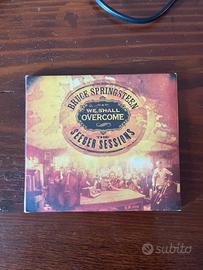 BRUCE SPRINGSTEEN
WE SHALL
OVERCOME
THE
SEEGER SESSIONS
subito